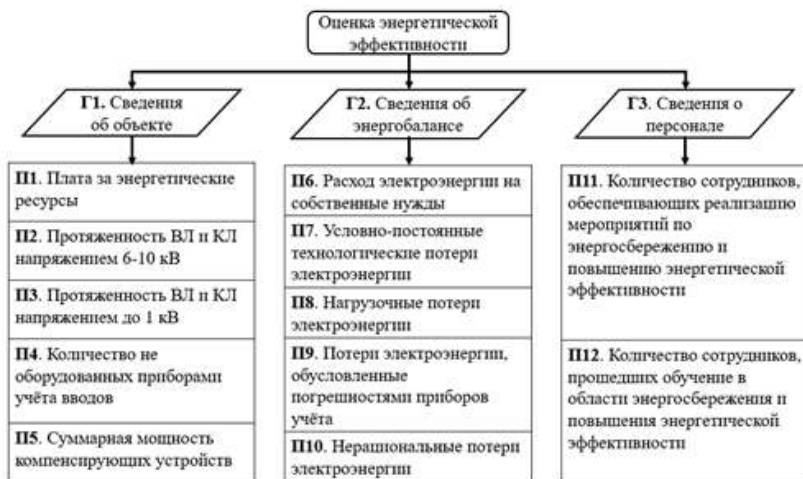 Оценка энергетической
эффективности
Г1. Сведения
об объекте
Г2. Сведения об
энергобалансе
Г3. Сведения о
персонале
П1. Плата за энергетические
ресурсы
П2. Протяженность ВЛ и КЛ
напряжением 6-10 кВ
П3. Протяженность ВЛ и КЛ
напряжением до 1 кВ
П4. Количество не
оборудованных приборами
учёта вводов
П5. Суммарная мощность
компенсирующих устройств
П6. Расход электроэнергии на
собственные нужды
П7. Условно-постоянные
технологические потери
электроэнергии
П8. Нагрузочные потери
электроэнергии
П9. Потери электроэнергии,
обусловленные
погрешностями приборов
учёта
П10. Нерациональные потери
электроэнергии
П11. Количество сотрудников,
обеспечивающих реализацию
мероприятий по
энергосбережению и
повышению энергетической
эффективности
П12. Количество сотрудников,
прошедших обучение в
области энергосбережения и
повышения энергетической
эффективности